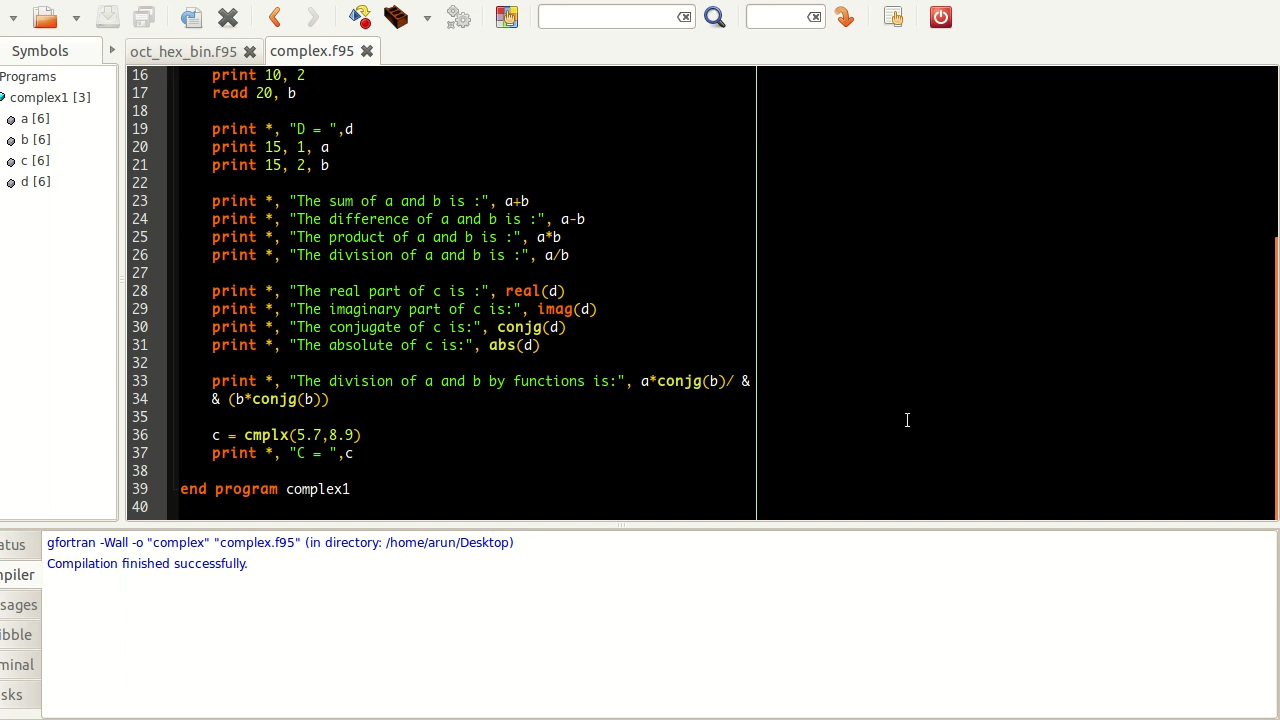 Symbols
oct_hex_bin.f95
complex.f95
Programs
complex1 [3]
a [6]
b [6]
c [6]
d [6]
16 print 10, 2
17 read 20, b
18
19 print *, "D = ",d
20 print 15, 1, a
21 print 15, 2, b
22
23 print *, "The sum of a and b is :", a+b
24 print *, "The difference of a and b is :", a-b
25 print *, "The product of a and b is :", a*b
26 print *, "The division of a and b is :", a/b
27
28 print *, "The real part of c is :", real(d)
29 print *, "The imaginary part of c is:", imag(d)
30 print *, "The conjugate of c is:", conjg(d)
31 print *, "The absolute of c is:", abs(d)
32
33 print *, "The division of a and b by functions is:", a*conjg(b)/ &
34 & (b*conjg(b))
35
36 c = cmplx(5.7,8.9)
37 print *, "C = ",c
38
39 end program complex1
40
atus
mpiler
sages
ibble
minal
sks
gfortran -Wall -o "complex" "complex.f95" (in directory: /home/arun/Desktop)
Compilation finished successfully.